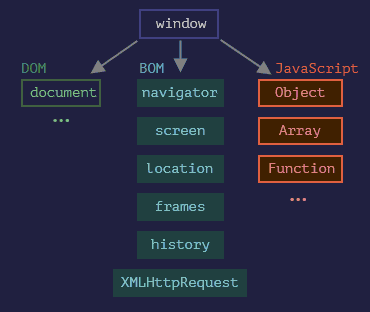 window
DOM
document
...
BOM
navigator
screen
location
frames
history
XMLHttpRequest
JavaScript
Object
Array
Function
...